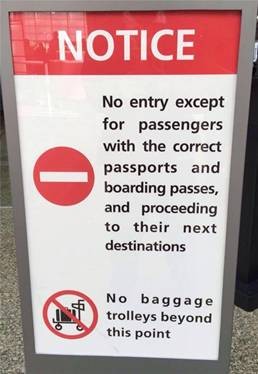 NOTICE
No entry except
for passengers
with the correct
passports and
boarding passes,
and proceeding
to their next
destinations
No baggage
trolleys beyond
this point